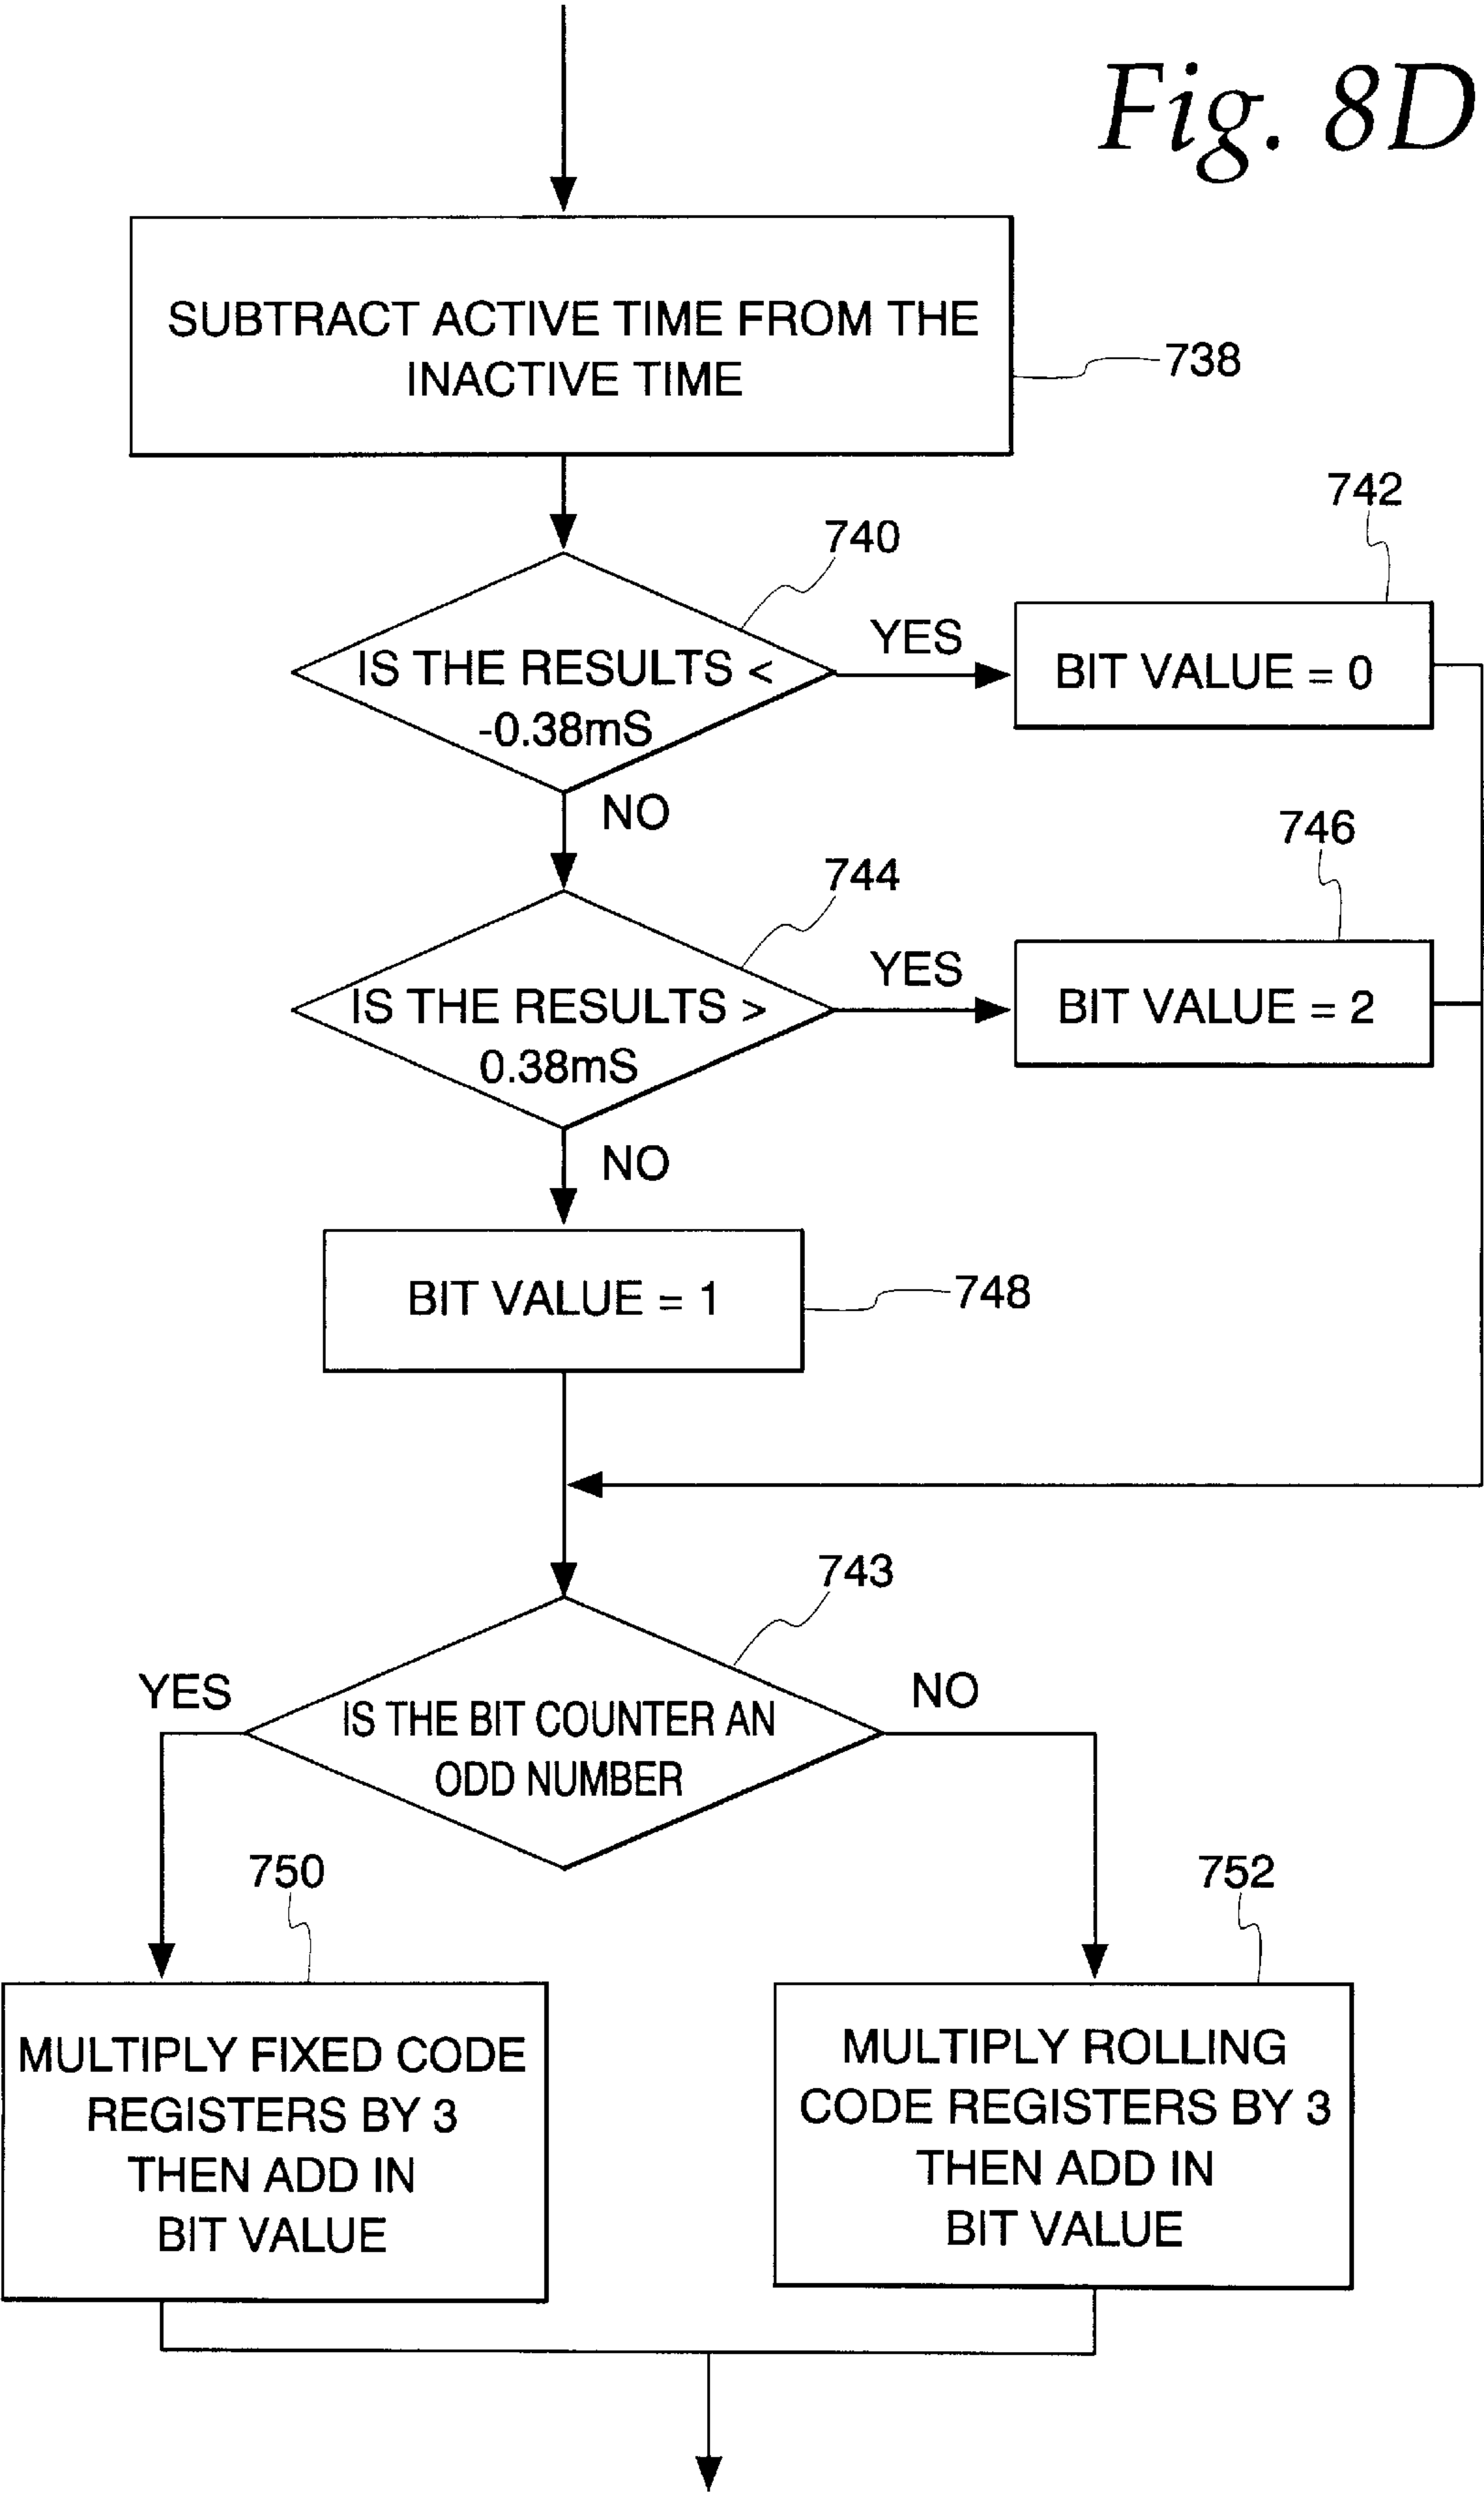 Fig. 8D
SUBTRACT ACTIVE TIME FROM THE
INACTIVE TIME
738
740
742
IS THE RESULTS <
-0.38mS
YES
BIT VALUE = 0
NO
744
746
IS THE RESULTS >
0.38mS
YES
BIT VALUE = 2
NO
BIT VALUE = 1
748
743
YES
IS THE BIT COUNTER AN
ODD NUMBER
NO
750
752
MULTIPLY FIXED CODE
REGISTERS BY 3
THEN ADD IN
BIT VALUE
MULTIPLY ROLLING
CODE REGISTERS BY 3
THEN ADD IN
BIT VALUE